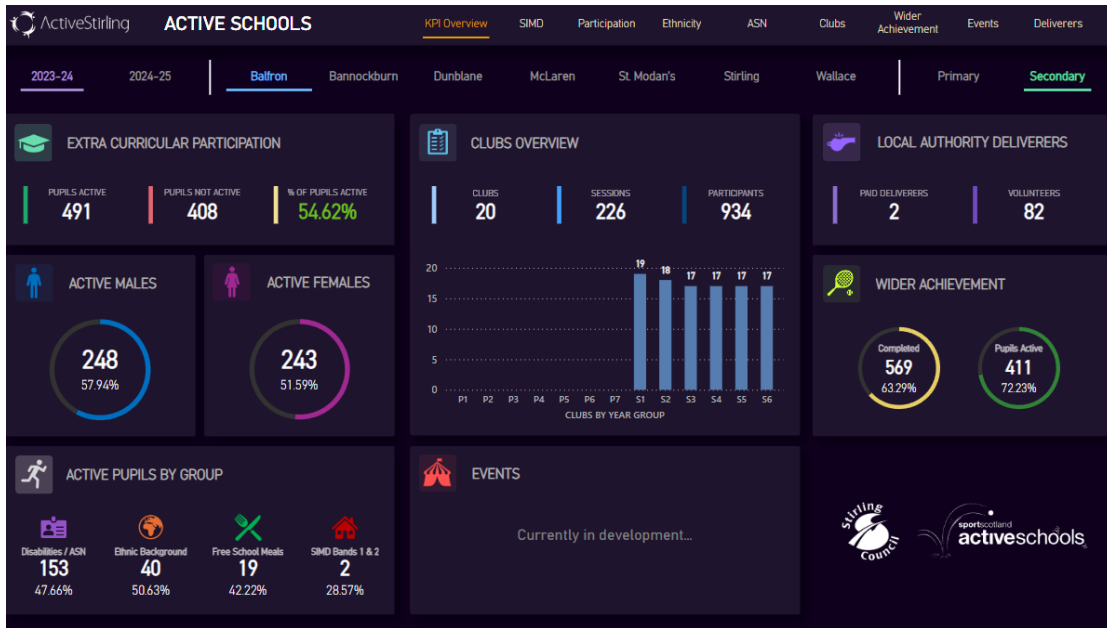 ActiveStirling ACTIVE SCHOOLS KPI Overview SIMD Participation Ethnicity ASN Clubs Wider Achievement Events Deliverers
2023-24 2024-25 Balfron Bannockburn Dunblane McLaren St. Modan's Stirling Wallace Primary Secondary
EXTRA CURRICULAR PARTICIPATION
PUPILS ACTIVE PUPILS NOT ACTIVE % OF PUPILS ACTIVE
491 408 54.62%
CLUBS OVERVIEW
CLUBS SESSIONS PARTICIPANTS
20 226 934
20
15
10
5
0
19 18 17 17 17 17
P1 P2 P3 P4 P5 P6 P7 S1 S2 S3 S4 S5 S6
CLUBS BY YEAR GROUP
LOCAL AUTHORITY DELIVERERS
PAID DELIVERERS VOLUNTEERS
2 82
ACTIVE MALES
248
57.94%
ACTIVE FEMALES
243
51.59%
WIDER ACHIEVEMENT
Completed
569
63.29%
Pupils Active
411
72.23%
ACTIVE PUPILS BY GROUP
Disabilities / ASN Ethnic Background Free School Meals SIMD Bands 1 & 2
153 40 19 2
47.66% 50.63% 42.22% 28.57%
EVENTS
Currently in development...
Stirling
Council
sportscotland
activeschools